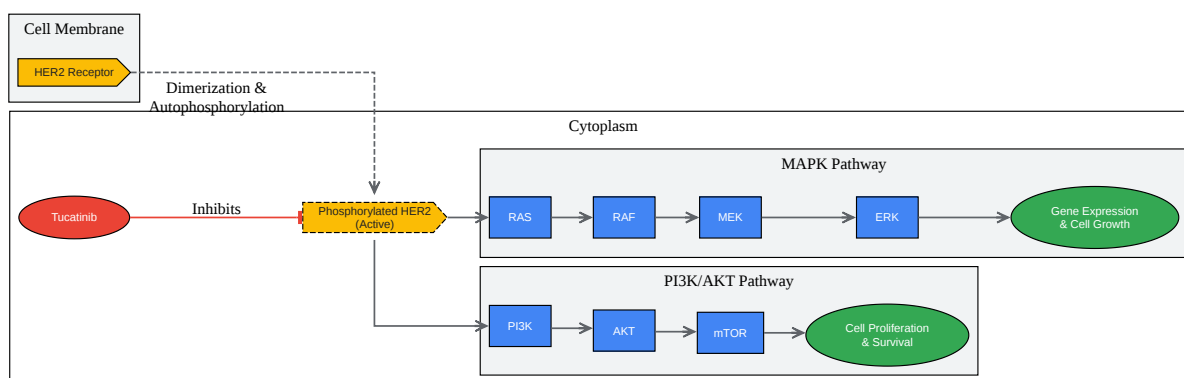 Cell Membrane
HER2 Receptor
Dimerization &
Autophosphorylation
Cytoplasm
MAPK Pathway
Tucatinib
Inhibits
Phosphorylated HER2
(Active)
RAS
RAF
MEK
ERK
Gene Expression
& Cell Growth
PI3K/AKT Pathway
PI3K
AKT
mTOR
Cell Proliferation
& Survival